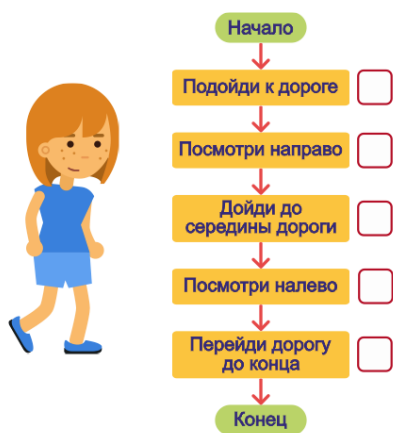 Начало
Подойди к дороге
Посмотри направо
Дойди до
середины дороги
Посмотри налево
Перейди дорогу
до конца
Конец